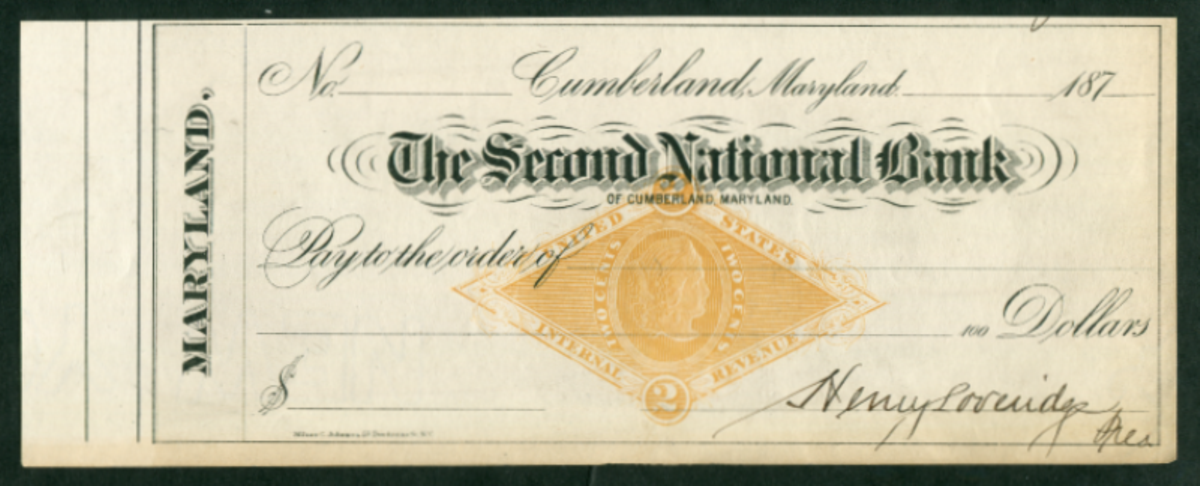 MARYLAND,
No. Cumberland, Maryland 187
The Second National Bank
OF CUMBERLAND, MARYLAND.
2
UNITED STATES
Pay to the order of
TWO CENTS TWO CENTS
100 Dollars
INTERNAL REVENUE
$
2
Henry Loveridge